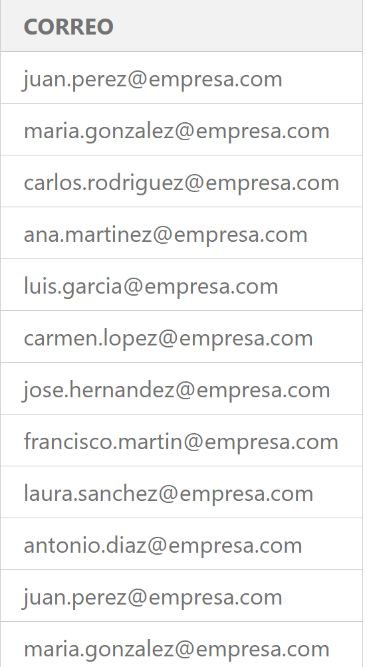 CORREO
juan.perez@empresa.com
maria.gonzalez@empresa.com
carlos.rodriguez@empresa.com
ana.martinez@empresa.com
luis.garcia@empresa.com
carmen.lopez@empresa.com
jose.hernandez@empresa.com
francisco.martin@empresa.com
laura.sanchez@empresa.com
antonio.diaz@empresa.com
juan.perez@empresa.com
maria.gonzalez@empresa.com